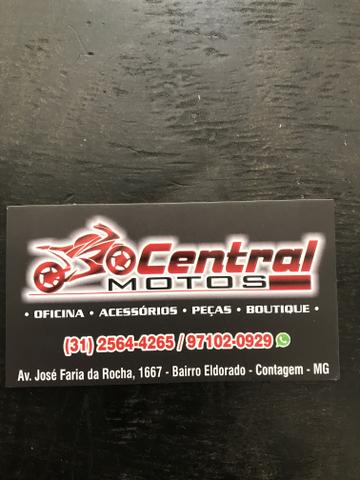 Central
MOTOS
• OFICINA • ACESSÓRIOS • PEÇAS • BOUTIQUE •
(31) 2564-4265 / 97102-0929
Av. José Faria da Rocha, 1667 - Bairro Eldorado - Contagem - MG